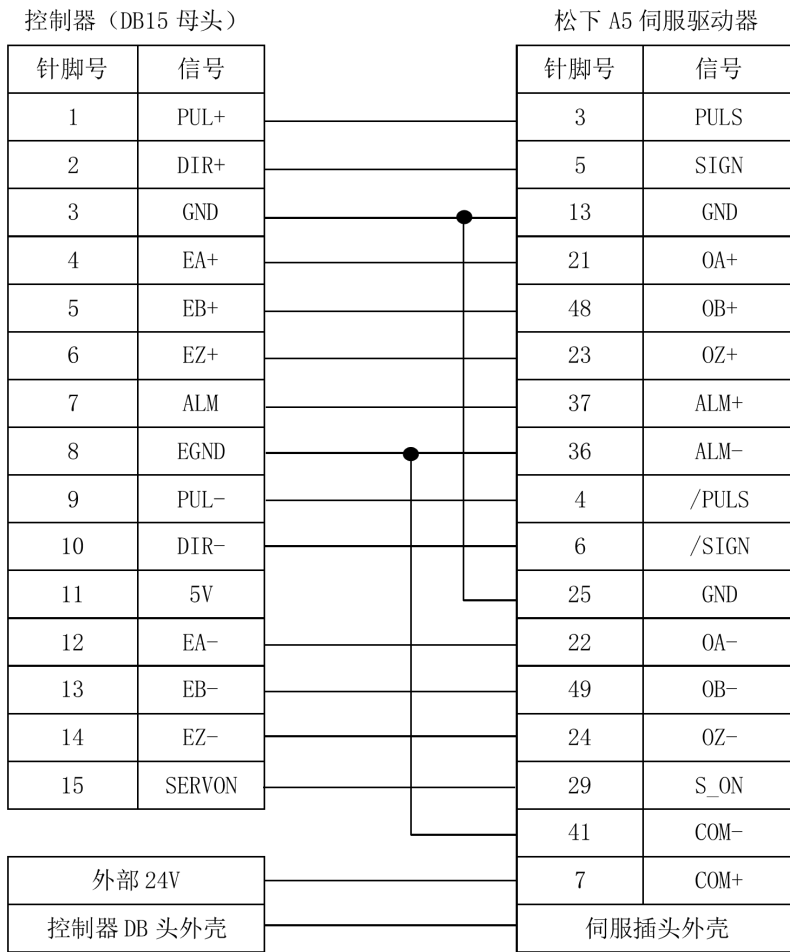 控制器（DB15 母头） 松下 A5 伺服驱动器
针脚号 信号 针脚号 信号
1 PUL+ 3 PULS
2 DIR+ 5 SIGN
3 GND 13 GND
4 EA+ 21 OA+
5 EB+ 48 OB+
6 EZ+ 23 OZ+
7 ALM 37 ALM+
8 EGND 36 ALM-
9 PUL- 4 /PULS
10 DIR- 6 /SIGN
11 5V 25 GND
12 EA- 22 OA-
13 EB- 49 OB-
14 EZ- 24 OZ-
15 SERVON 29 S_ON
41 COM-
外部 24V 7 COM+
控制器 DB 头外壳 伺服插头外壳